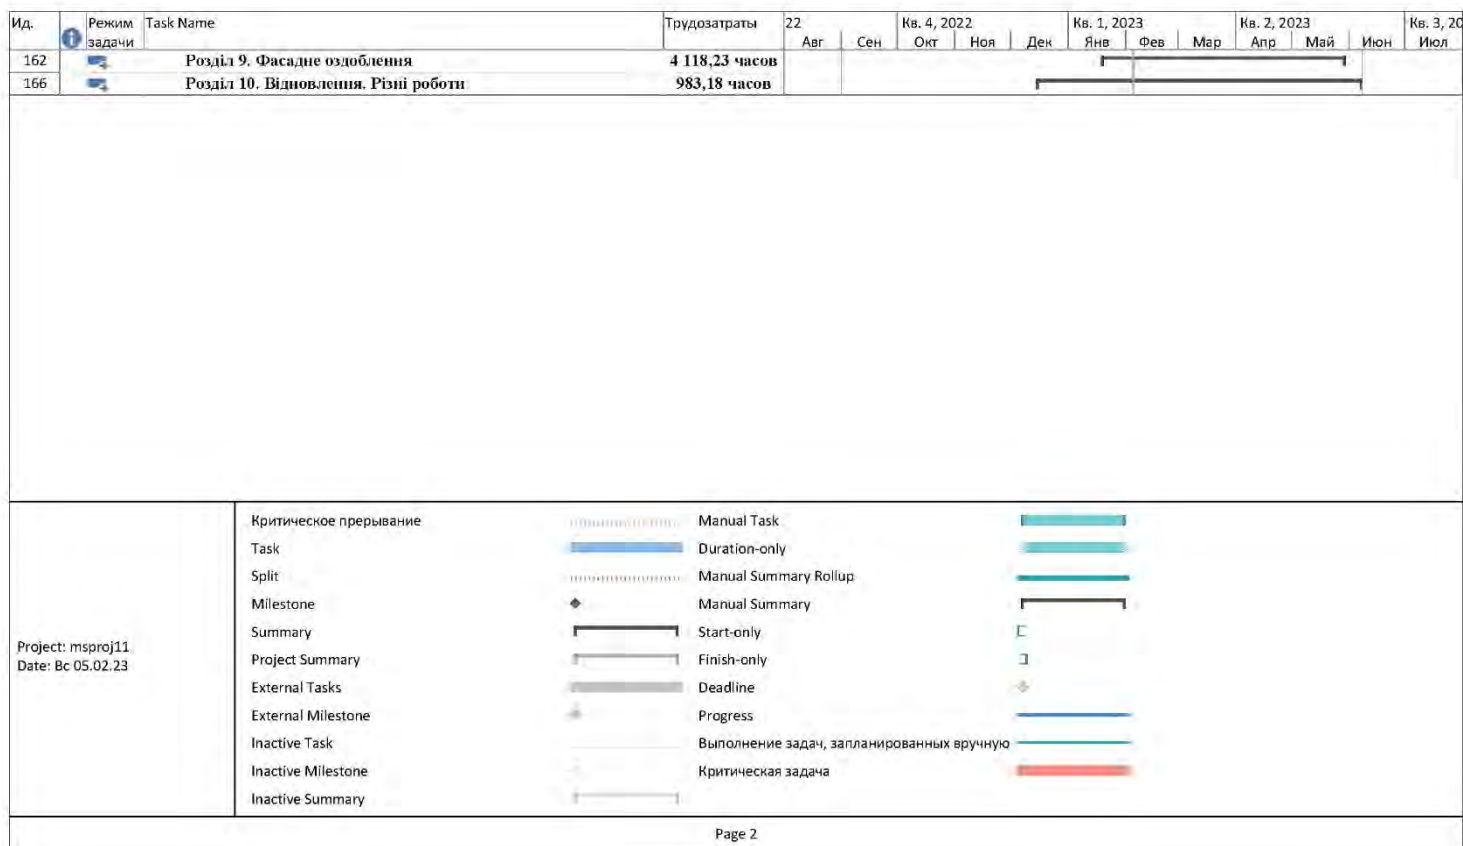 Ид. Режим Task Name Трудозатраты 22 Кв. 4, 2022 Кв. 1, 2023 Кв. 2, 2023 Кв. 3, 20
задачи Авг Сен Окт Ноя Дек Янв Фев Мар Апр Май Июн Июл
162 Розділ 9. Фасадне оздоблення 4 118,23 часов
166 Розділ 10. Відновлення. Різні роботи 983,18 часов
Project: msproj11
Date: Вс 05.02.23
Критическое прерывание
Task
Split
Milestone
Summary
Project Summary
External Tasks
External Milestone
Inactive Task
Inactive Milestone
Inactive Summary
Manual Task
Duration-only
Manual Summary Rollup
Manual Summary
Start-only
Finish-only
Deadline
Progress
Выполнение задач, запланированных вручную
Критическая задача
Page 2